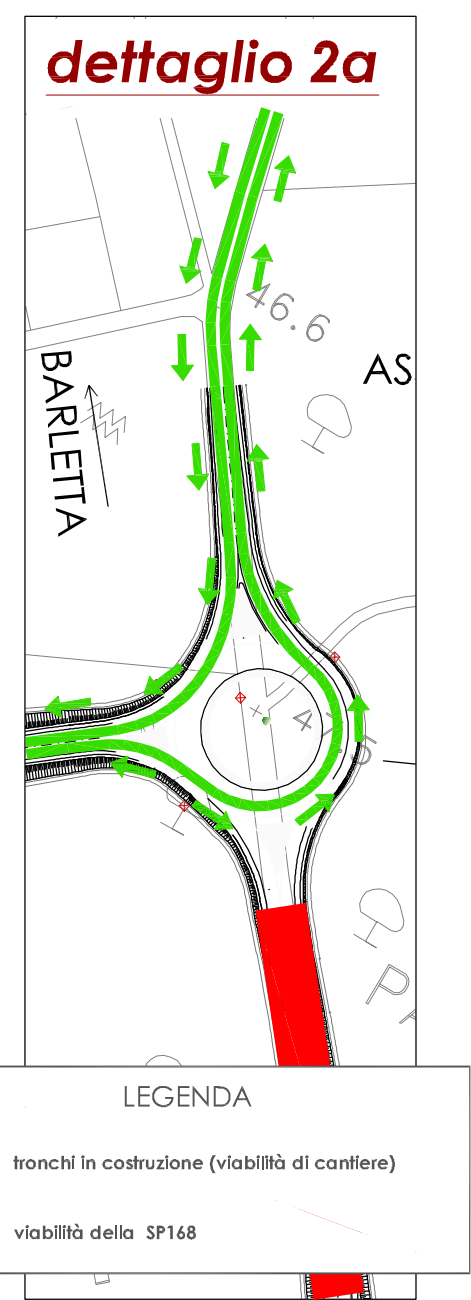 dettaglio 2a
46.6
BARLETTA
AS
LEGENDA
tronchi in costruzione (viabilità di cantiere)
viabilità della SP168